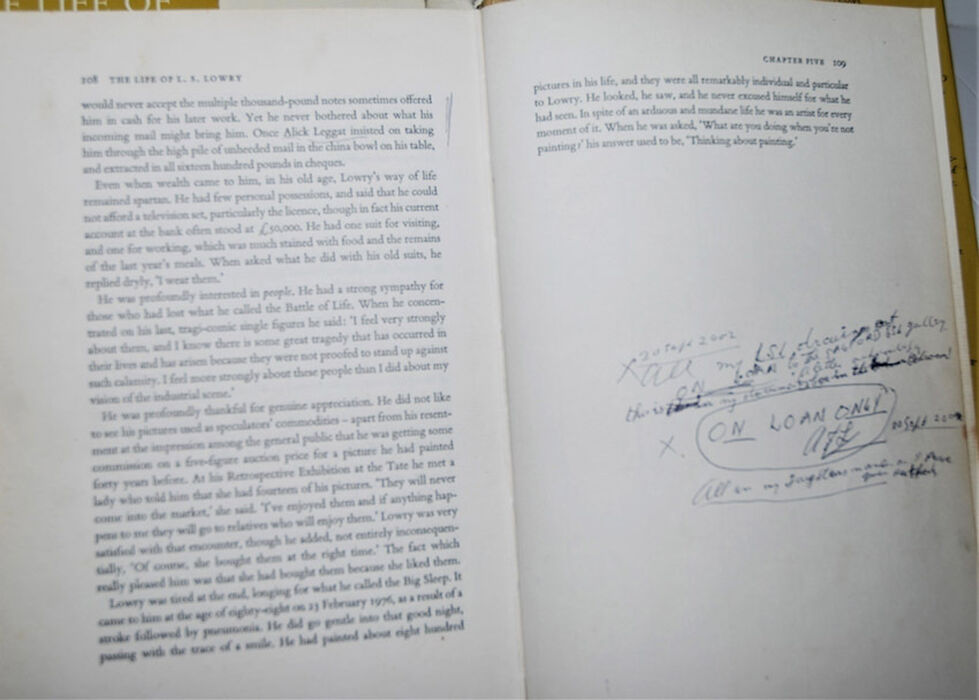 E LIFE OF
108 THE LIFE OF L. S. LOWRY
would never accept the multiple thousand-pound notes sometimes offered
him in cash for his later work. Yet he never bothered about what his
incoming mail might bring him. Once Alick Leggat insisted on taking
him through the high pile of unheeded mail in the china bowl on his table,
and extracted in all sixteen hundred pounds in cheques.
Even when wealth came to him, in his old age, Lowry's way of life
remained spartan. He had few personal possessions, and said that he could
not afford a television set, particularly the licence, though in fact his current
account at the bank often stood at £50,000. He had one suit for visiting,
and one for working, which was much stained with food and the remains
of the last year's meals. When asked what he did with his old suits, he
replied dryly, 'I wear them.'
He was profoundly interested in people. He had a strong sympathy for
those who had lost what he called the Battle of Life. When he concen-
trated on his last, tragi-comic single figures he said: 'I feel very strongly
about them, and I know there is some great tragedy that has occurred in
their lives and has arisen because they were not proofed to stand up against
such calamity. I feel more strongly about these people than I did about my
vision of the industrial scene.'
He was profoundly thankful for genuine appreciation. He did not like
to see his pictures used as speculators' commodities – apart from his resent-
ment at the impression among the general public that he was getting some
commission on a five-figure auction price for a picture he had painted
forty years before. At his Retrospective Exhibition at the Tate he met a
lady who told him that she had fourteen of his pictures. 'They will never
come into the market,' she said. 'I've enjoyed them and if anything hap-
pens to me they will go to relatives who will enjoy them.' Lowry was very
satisfied with that encounter, though he added, not entirely inconsequen-
tially, 'Of course, she bought them at the right time.' The fact which
really pleased him was that she had bought them because she liked them.
Lowry was tired at the end, longing for what he called the Big Sleep. It
came to him at the age of eighty-eight on 23 February 1976, as a result of a
stroke followed by pneumonia. He did go gentle into that good night,
passing with the trace of a smile. He had painted about eight hundred
CHAPTER FIVE 109
pictures in his life, and they were all remarkably individual and particular
to Lowry. He looked, he saw, and he never excused himself for what he
had seen. In spite of an arduous and mundane life he was an artist for every
moment of it. When he was asked, 'What are you doing when you're not
painting?' his answer used to be, 'Thinking about painting.'
X 20 Sept 2002
All my LSL
ON LOAN to the gallery
this is in my
X. ON LOAN ONLY
20 Sept 2002
All in my